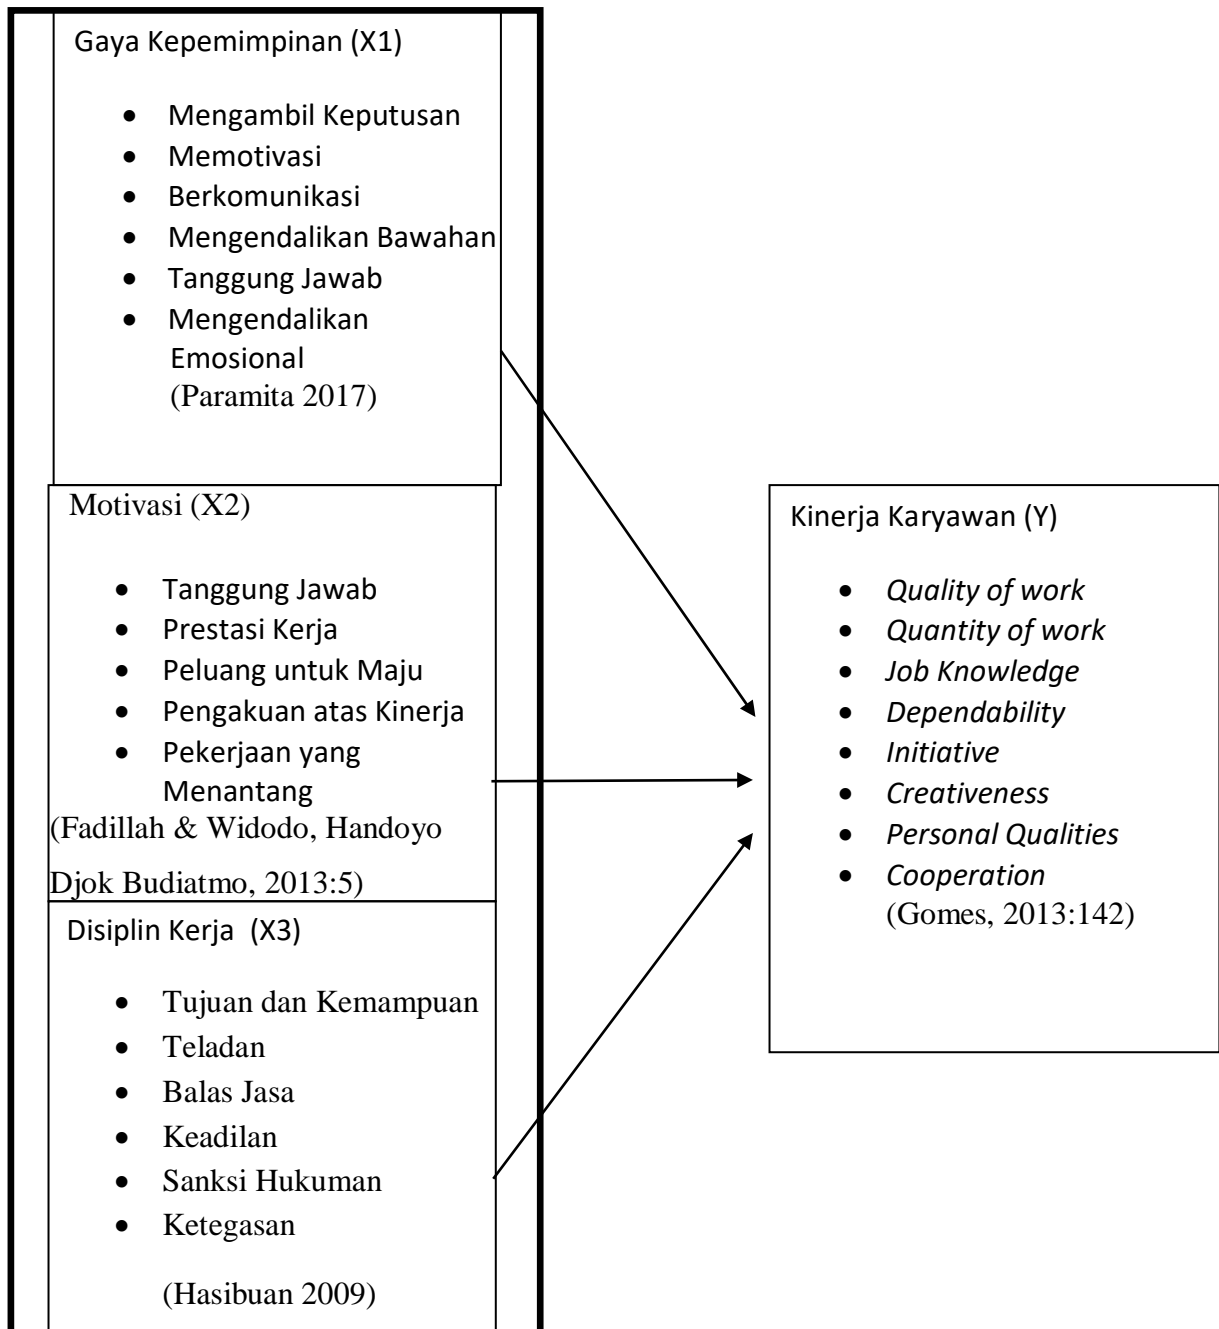 Gaya Kepemimpinan (X1)
• Mengambil Keputusan
• Memotivasi
• Berkomunikasi
• Mengendalikan Bawahan
• Tanggung Jawab
• Mengendalikan
Emosional
(Paramita 2017)
Motivasi (X2)
• Tanggung Jawab
• Prestasi Kerja
• Peluang untuk Maju
• Pengakuan atas Kinerja
• Pekerjaan yang
Menantang
(Fadillah & Widodo, Handoyo
Djok Budiatmo, 2013:5)
Disiplin Kerja (X3)
• Tujuan dan Kemampuan
• Teladan
• Balas Jasa
• Keadilan
• Sanksi Hukuman
• Ketegasan
(Hasibuan 2009)
Kinerja Karyawan (Y)
• Quality of work
• Quantity of work
• Job Knowledge
• Dependability
• Initiative
• Creativeness
• Personal Qualities
• Cooperation
(Gomes, 2013:142)